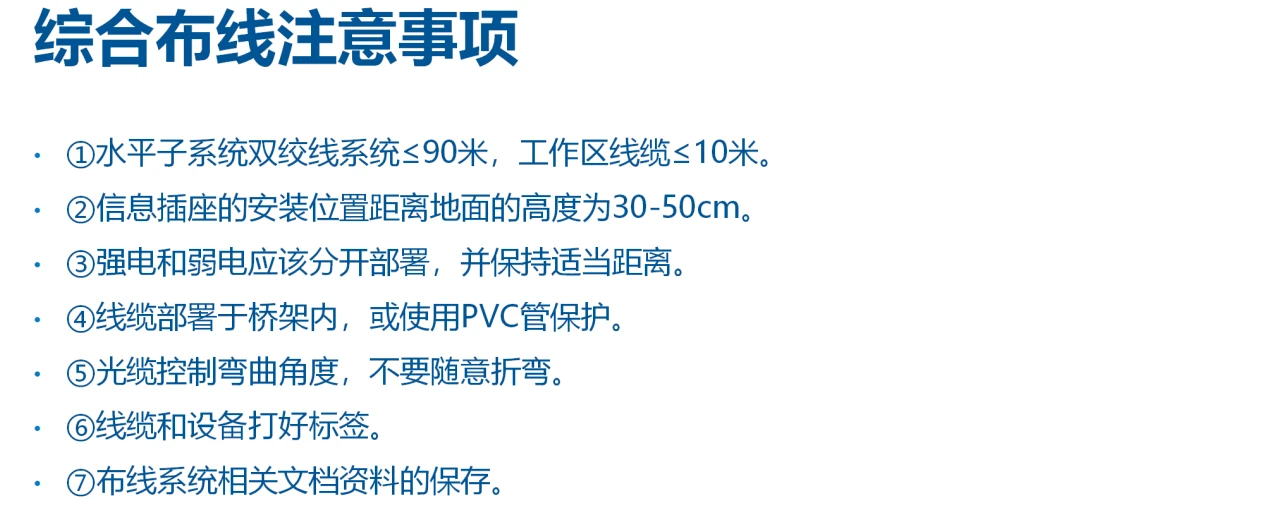 综合布线注意事项
• ①水平子系统双绞线系统≤90米，工作区线缆≤10米。
• ②信息插座的安装位置距离地面的高度为30-50cm。
• ③强电和弱电应该分开部署，并保持适当距离。
• ④线缆部署于桥架内，或使用PVC管保护。
• ⑤光缆控制弯曲角度，不要随意折弯。
• ⑥线缆和设备打好标签。
• ⑦布线系统相关文档资料的保存。